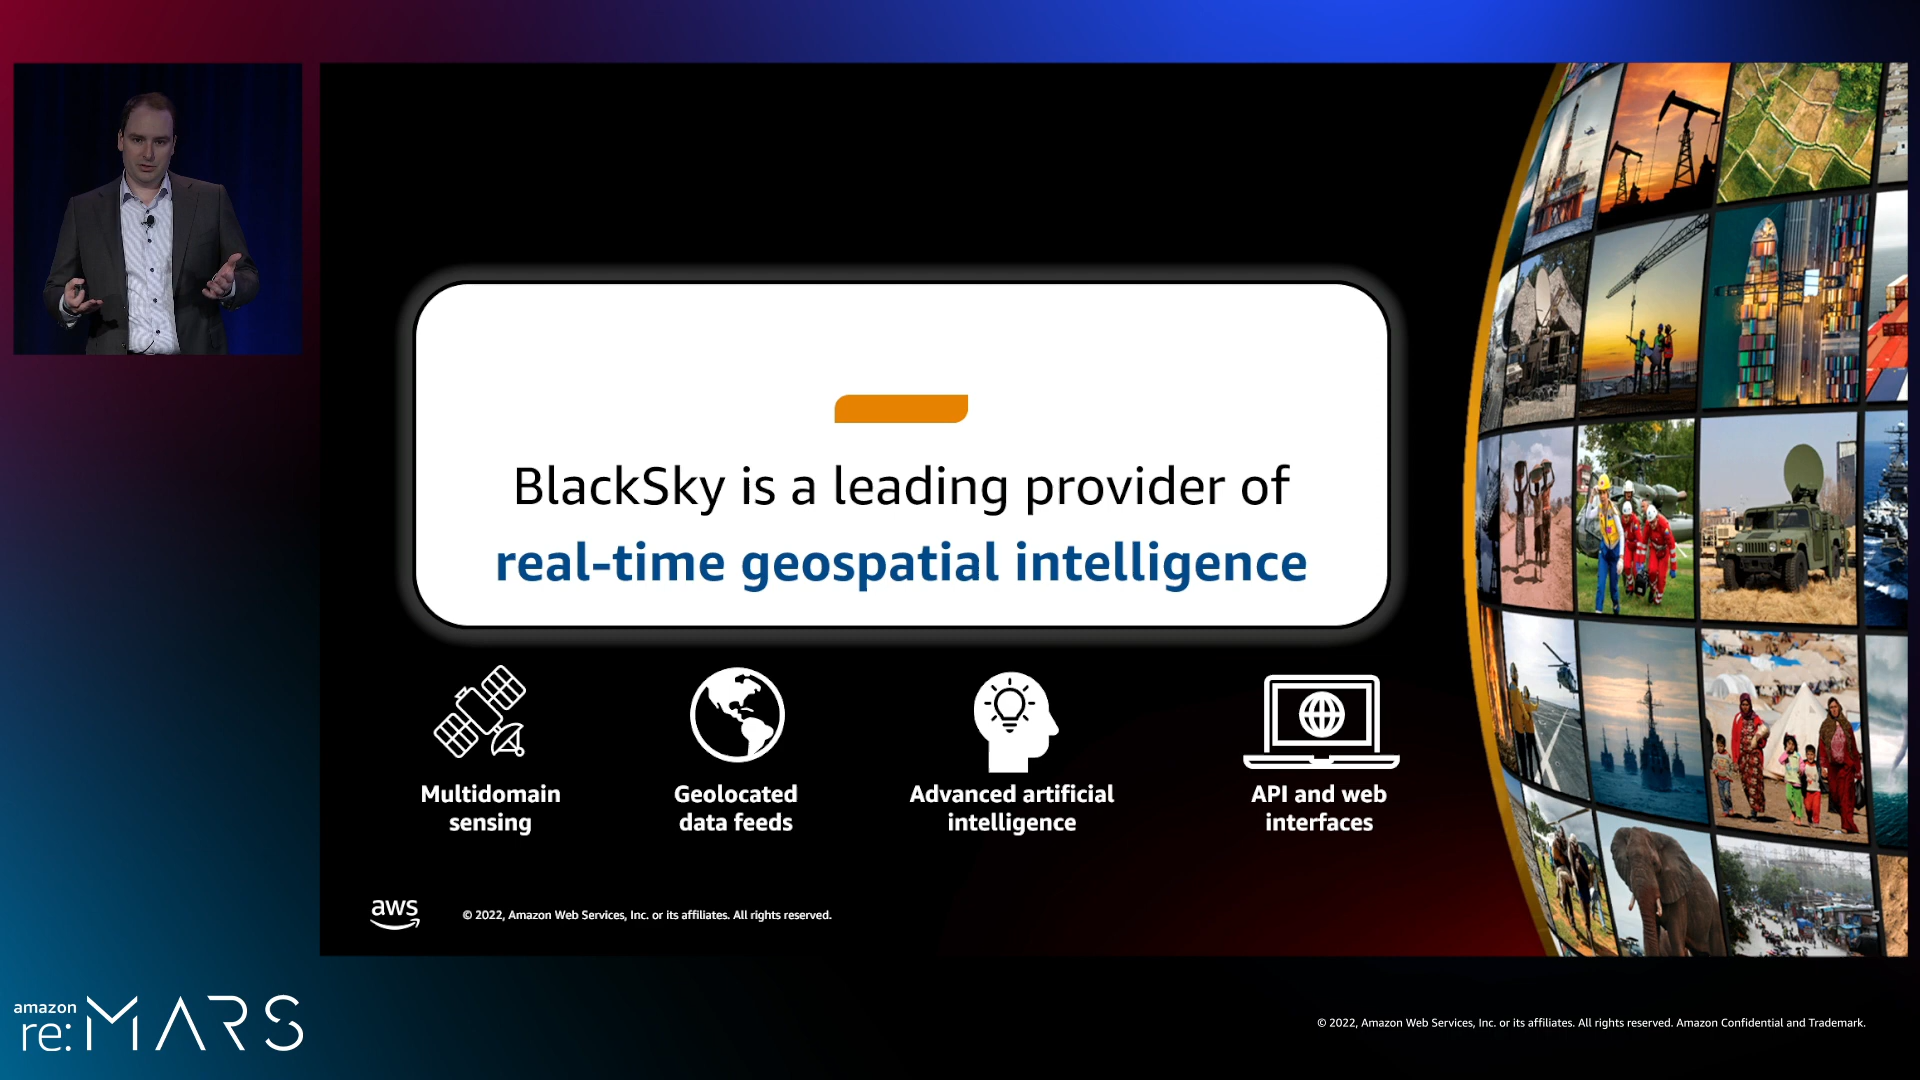 BlackSky is a leading provider of
real-time geospatial intelligence
Multidomain
sensing
Geolocated
data feeds
Advanced artificial
intelligence
API and web
interfaces
aws
© 2022, Amazon Web Services, Inc. or its affiliates. All rights reserved.
5
amazon
re:MARS
© 2022, Amazon Web Services, Inc. or its affiliates. All rights reserved. Amazon Confidential and Trademark.